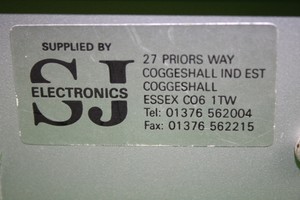 SUPPLIED BY
SJ
ELECTRONICS
27 PRIORS WAY
COGGESHALL IND EST
COGGESHALL
ESSEX CO6 1TW
Tel: 01376 562004
Fax: 01376 562215